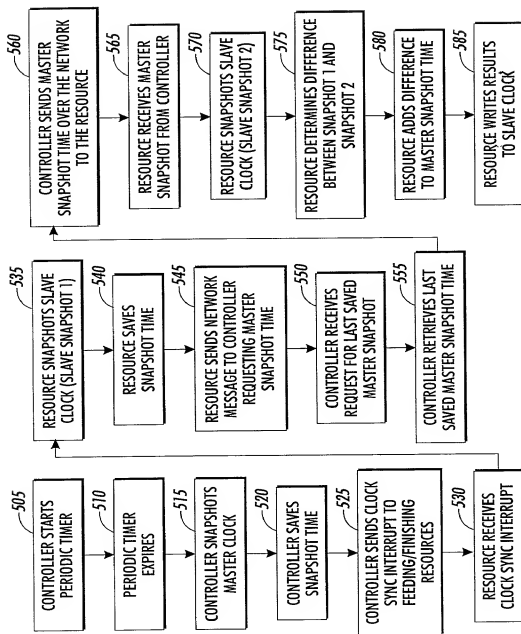 505
CONTROLLER STARTS
PERIODIC TIMER
510
PERIODIC TIMER
EXPIRES
515
CONTROLLER SNAPSHOTS
MASTER CLOCK
520
CONTROLLER SAVES
SNAPSHOT TIME
525
CONTROLLER SENDS CLOCK
SYNC INTERRUPT TO
FEEDING/FINISHING
RESOURCES
530
RESOURCE RECEIVES
CLOCK SYNC INTERRUPT
535
RESOURCE SNAPSHOTS SLAVE
CLOCK (SLAVE SNAPSHOT 1)
540
RESOURCE SAVES
SNAPSHOT TIME
545
RESOURCE SENDS NETWORK
MESSAGE TO CONTROLLER
REQUESTING MASTER
SNAPSHOT TIME
550
CONTROLLER RECEIVES
REQUEST FOR LAST SAVED
MASTER SNAPSHOT
555
CONTROLLER RETRIEVES LAST
SAVED MASTER SNAPSHOT TIME
560
CONTROLLER SENDS MASTER
SNAPSHOT TIME OVER THE NETWORK
TO THE RESOURCE
565
RESOURCE RECEIVES MASTER
SNAPSHOT FROM CONTROLLER
570
RESOURCE SNAPSHOTS SLAVE
CLOCK (SLAVE SNAPSHOT 2)
575
RESOURCE DETERMINES DIFFERENCE
BETWEEN SNAPSHOT 1 AND
SNAPSHOT 2
580
RESOURCE ADDS DIFFERENCE
TO MASTER SNAPSHOT TIME
585
RESOURCE WRITES RESULTS
TO SLAVE CLOCK